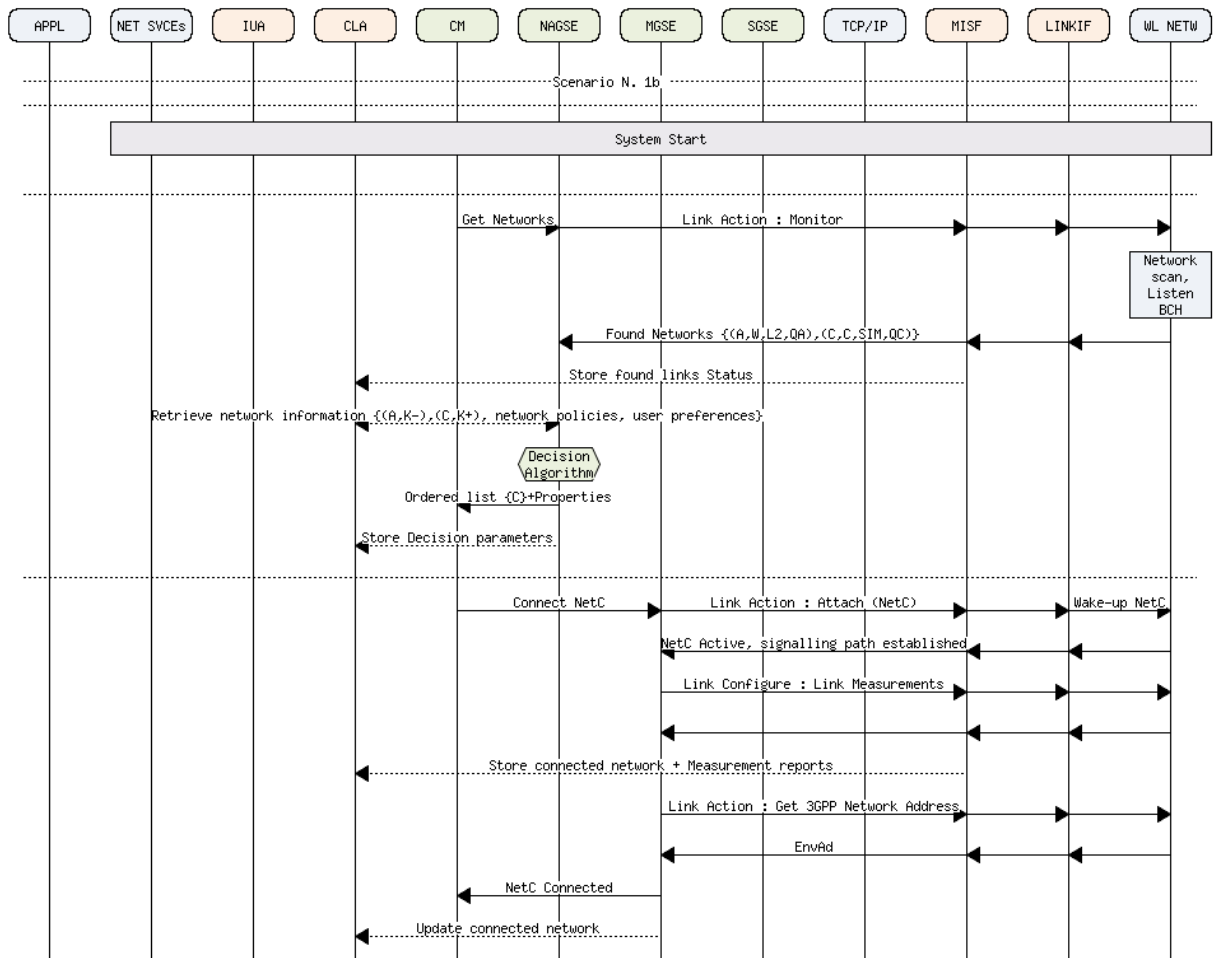 APPL NET SVCEs IUA CLA CM NAGSE MGSE SGSE TCP/IP MISF LINKIF WL NETW
Scenario N. 1b
System Start
Get Networks Link Action : Monitor
Network
scan,
Listen
BCH
Found Networks {(A,W,L2,QA),(C,C,SIM,QC)}
Store found links Status
Retrieve network information {(A,K-),(C,K+), network policies, user preferences}
Decision
Algorithm
Ordered list {C}+Properties
Store Decision parameters
Connect NetC Link Action : Attach (NetC) Wake-up NetC
NetC Active, signalling path established
Link Configure : Link Measurements
Store connected network + Measurement reports
Link Action : Get 3GPP Network Address
EnvAd
NetC Connected
Update connected network